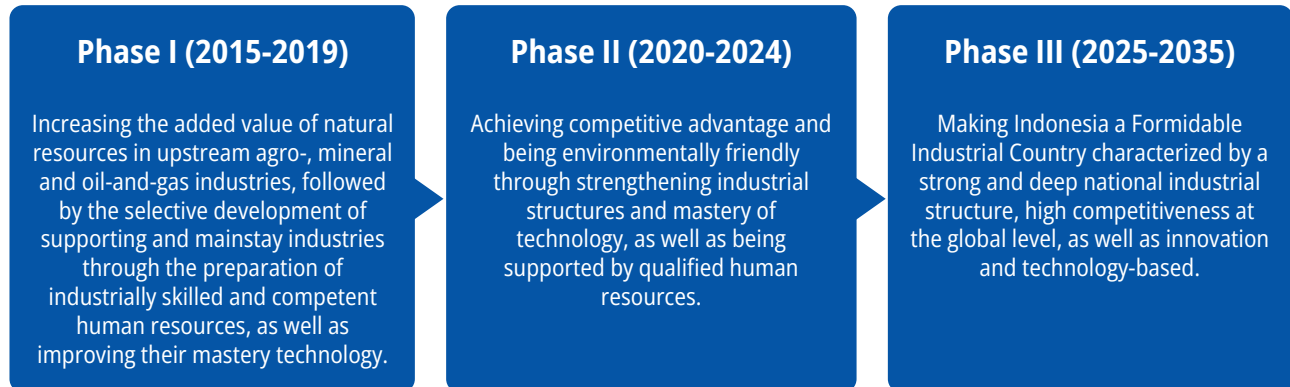 Phase I (2015-2019)
Increasing the added value of natural
resources in upstream agro-, mineral
and oil-and-gas industries, followed
by the selective development of
supporting and mainstay industries
through the preparation of
industrially skilled and competent
human resources, as well as
improving their mastery technology.
Phase II (2020-2024)
Achieving competitive advantage and
being environmentally friendly
through strengthening industrial
structures and mastery of
technology, as well as being
supported by qualified human
resources.
Phase III (2025-2035)
Making Indonesia a Formidable
Industrial Country characterized by a
strong and deep national industrial
structure, high competitiveness at
the global level, as well as innovation
and technology-based.